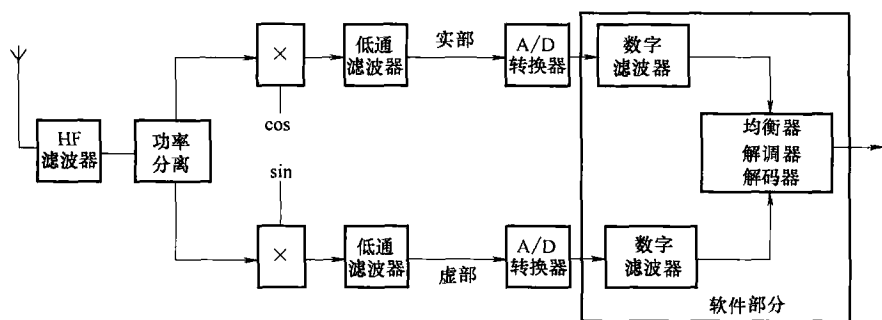 ×
低通
滤波器
实部
A/D
转换器
数字
滤波器
cos
HF
滤波器
功率
分离
均衡器
解调器
解码器
sin
×
低通
滤波器
虚部
A/D
转换器
数字
滤波器
软件部分